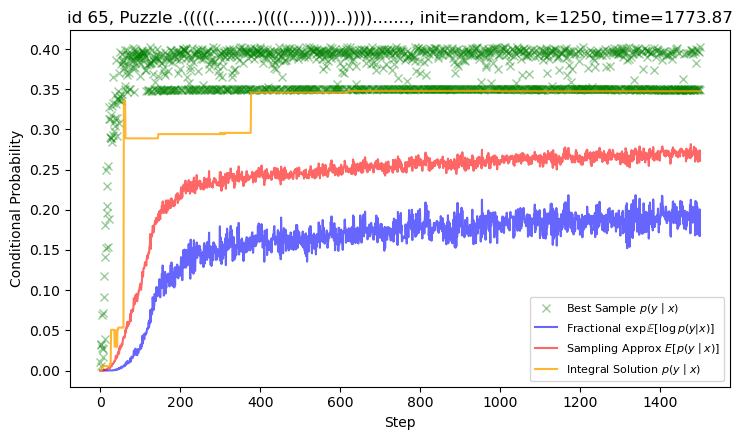 id 65, Puzzle .(((((........)((((....))))..))))......., init=random, k=1250, time=1773.87
Conditional Probability
0.40
0.35
0.30
0.25
0.20
0.15
0.10
0.05
0.00
Best Sample p(y | x)
Fractional exp 𝔼[log p(y|x)]
Sampling Approx E[p(y | x)]
Integral Solution p(y | x)
0 200 400 600 800 1000 1200 1400
Step